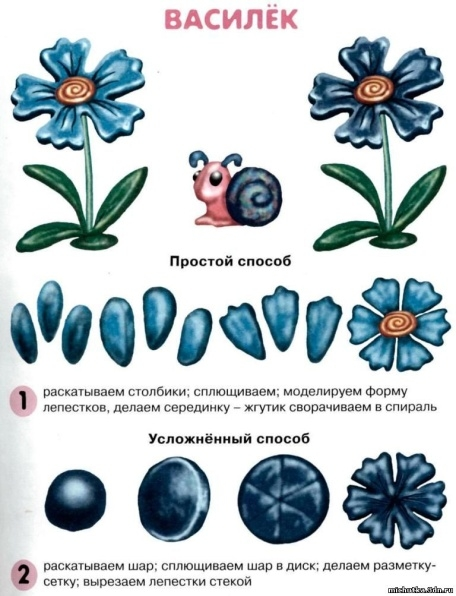 ВАСИЛЁК
Простой способ
1 раскатываем столбики; сплющиваем; моделируем форму
лепестков, делаем серединку – жгутик сворачиваем в спираль
Усложнённый способ
2 раскатываем шар; сплющиваем шар в диск; делаем разметку-
сетку; вырезаем лепестки стекой
michutka.3dn.ru